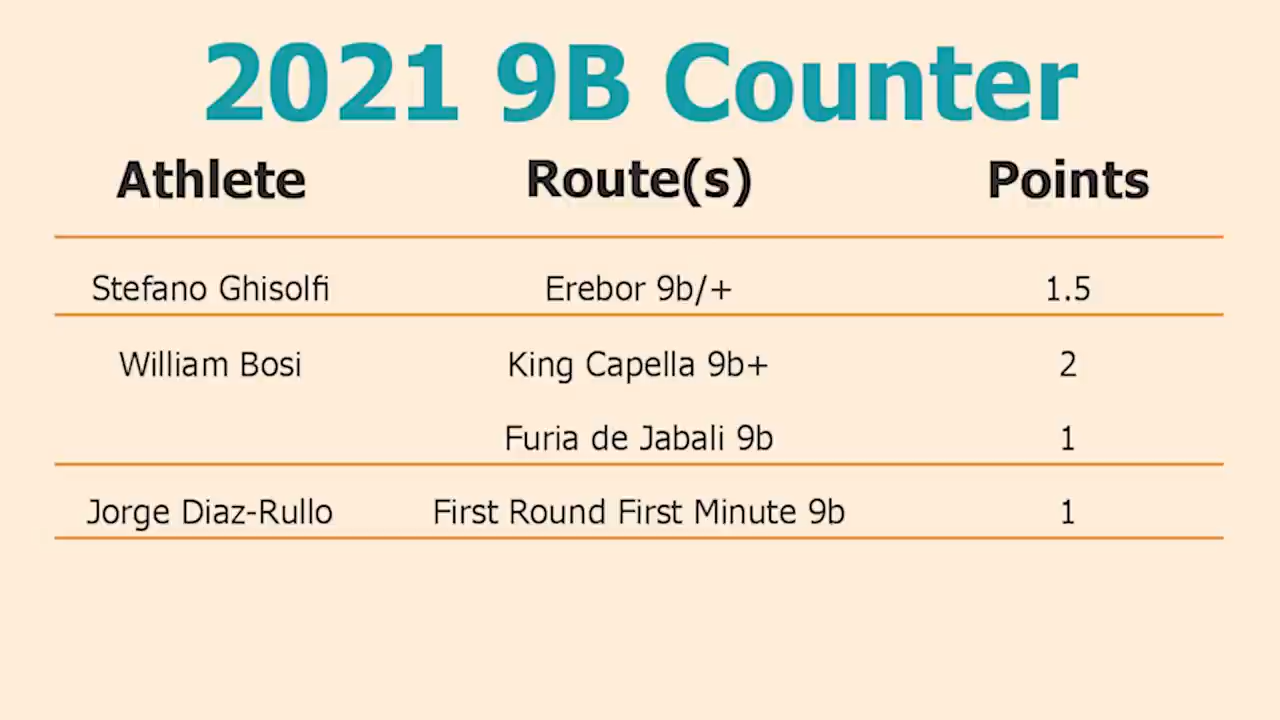 2021 9B Counter
Athlete Route(s) Points
Stefano Ghisolfi Erebor 9b/+ 1.5
William Bosi King Capella 9b+ 2
Furia de Jabali 9b 1
Jorge Diaz-Rullo First Round First Minute 9b 1